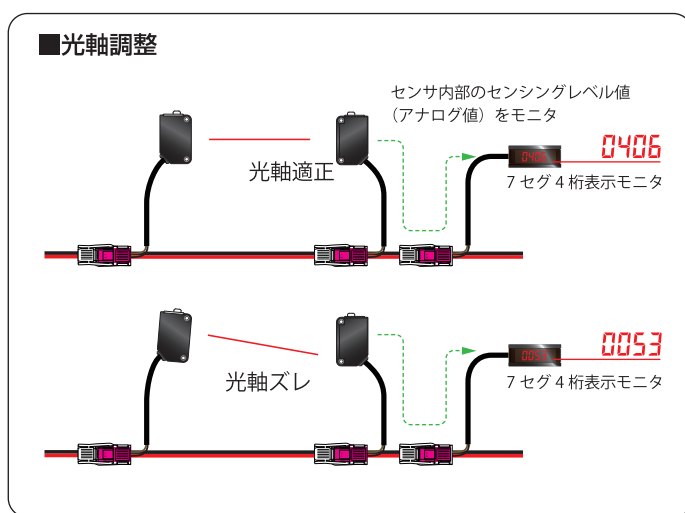 ■光軸調整
センサ内部のセンシングレベル値
（アナログ値）をモニタ
0406
0406
光軸適正
7 セグ 4 桁表示モニタ
0053
0053
光軸ズレ
7 セグ 4 桁表示モニタ